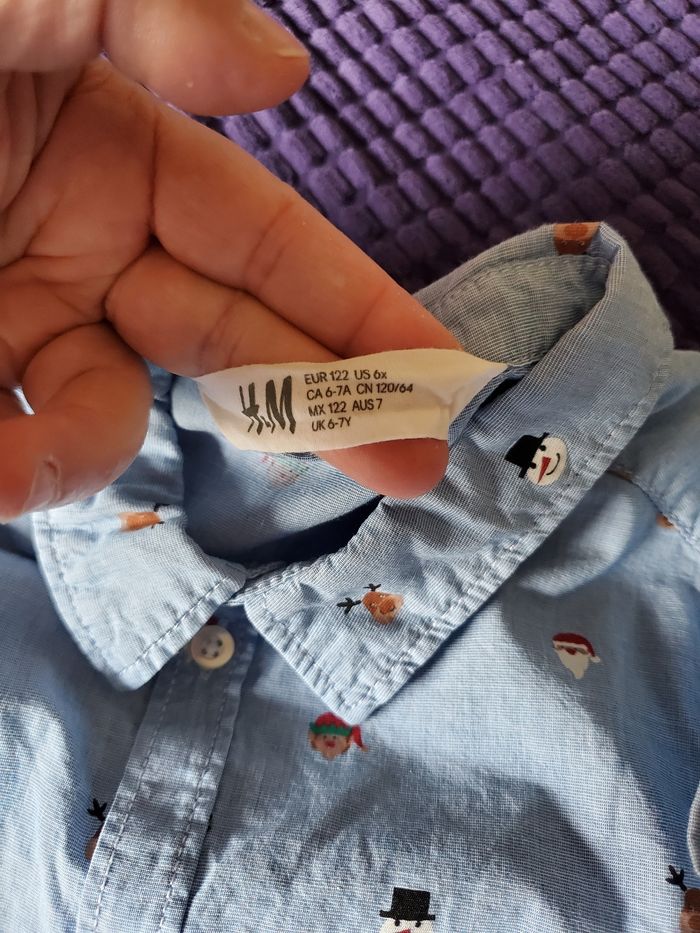 H&M
EUR 122 US 6x
CA 6-7A CN 120/64
MX 122 AUS 7
UK 6-7Y